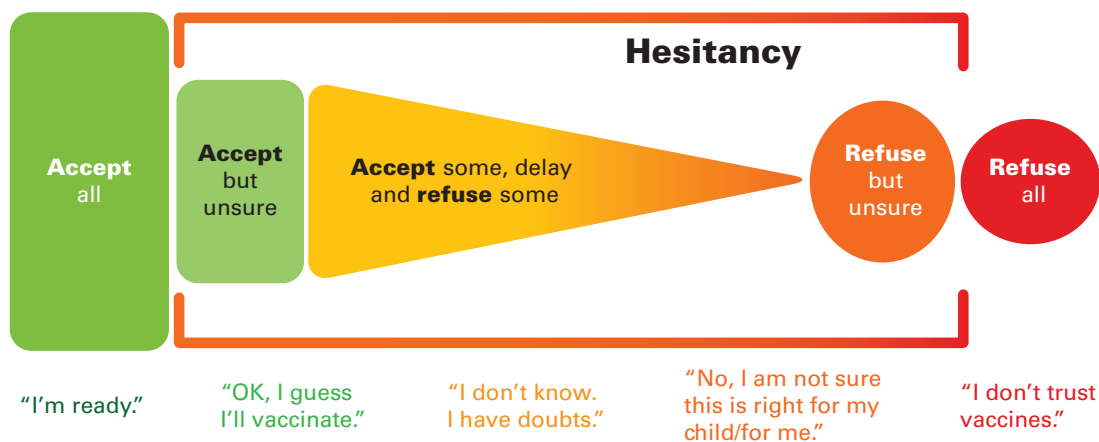 Hesitancy
Accept
all
Accept
but
unsure
Accept some, delay
and refuse some
Refuse
but
unsure
Refuse
all
“I’m ready.”
“OK, I guess
I’ll vaccinate.”
“I don’t know.
I have doubts.”
“No, I am not sure
this is right for my
child/for me.”
“I don’t trust
vaccines.”